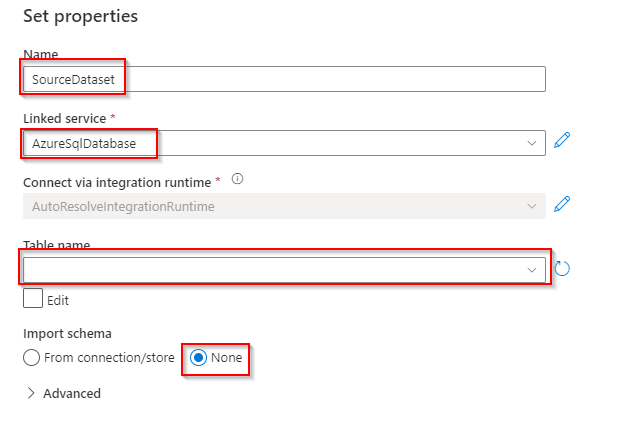 Set properties
Name
SourceDataset
Linked service *
AzureSqlDatabase
Connect via integration runtime *
AutoResolveIntegrationRuntime
Table name
Edit
Import schema
From connection/store None
Advanced